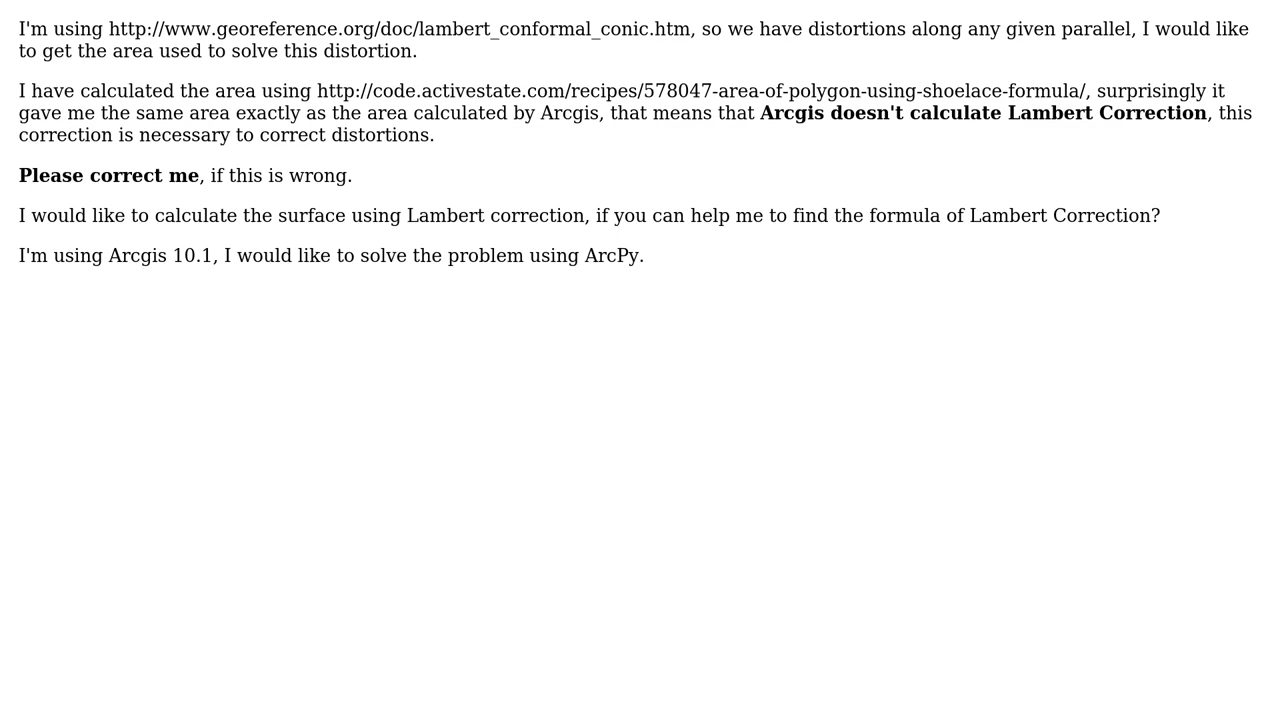 I'm using http://www.georeference.org/doc/lambert_conformal_conic.htm, so we have distortions along any given parallel, I would like
to get the area used to solve this distortion.
I have calculated the area using http://code.activestate.com/recipes/578047-area-of-polygon-using-shoelace-formula/, surprisingly it
gave me the same area exactly as the area calculated by Arcgis, that means that Arcgis doesn't calculate Lambert Correction, this
correction is necessary to correct distortions.
Please correct me, if this is wrong.
I would like to calculate the surface using Lambert correction, if you can help me to find the formula of Lambert Correction?
I'm using Arcgis 10.1, I would like to solve the problem using ArcPy.